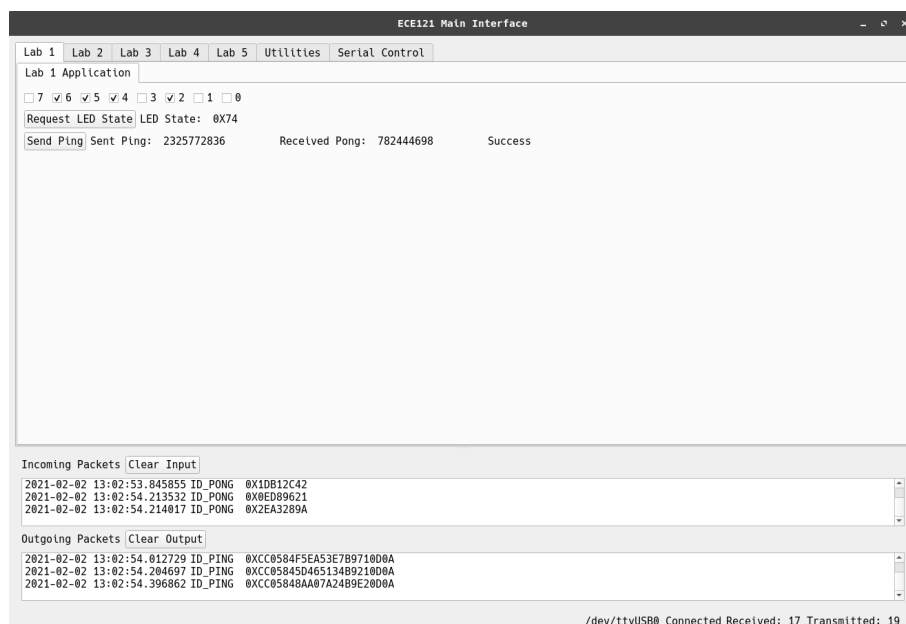 ECE121 Main Interface
Lab 1 Lab 2 Lab 3 Lab 4 Lab 5 Utilities Serial Control
Lab 1 Application
7 6 5 4 3 2 1 0
Request LED State LED State: 0X74
Send Ping Sent Ping: 2325772836 Received Pong: 782444698 Success
Incoming Packets Clear Input
2021-02-02 13:02:53.845855 ID_PONG 0X1DB12C42
2021-02-02 13:02:54.213532 ID_PONG 0X0ED89621
2021-02-02 13:02:54.214017 ID_PONG 0X2EA3289A
Outgoing Packets Clear Output
2021-02-02 13:02:54.012729 ID_PING 0XCC0584F5EA53E7B9710D0A
2021-02-02 13:02:54.204697 ID_PING 0XCC05845D465134B9210D0A
2021-02-02 13:02:54.396862 ID_PING 0XCC05848AA07A24B9E20D0A
/dev/ttyUSB0 Connected Received: 17 Transmitted: 19